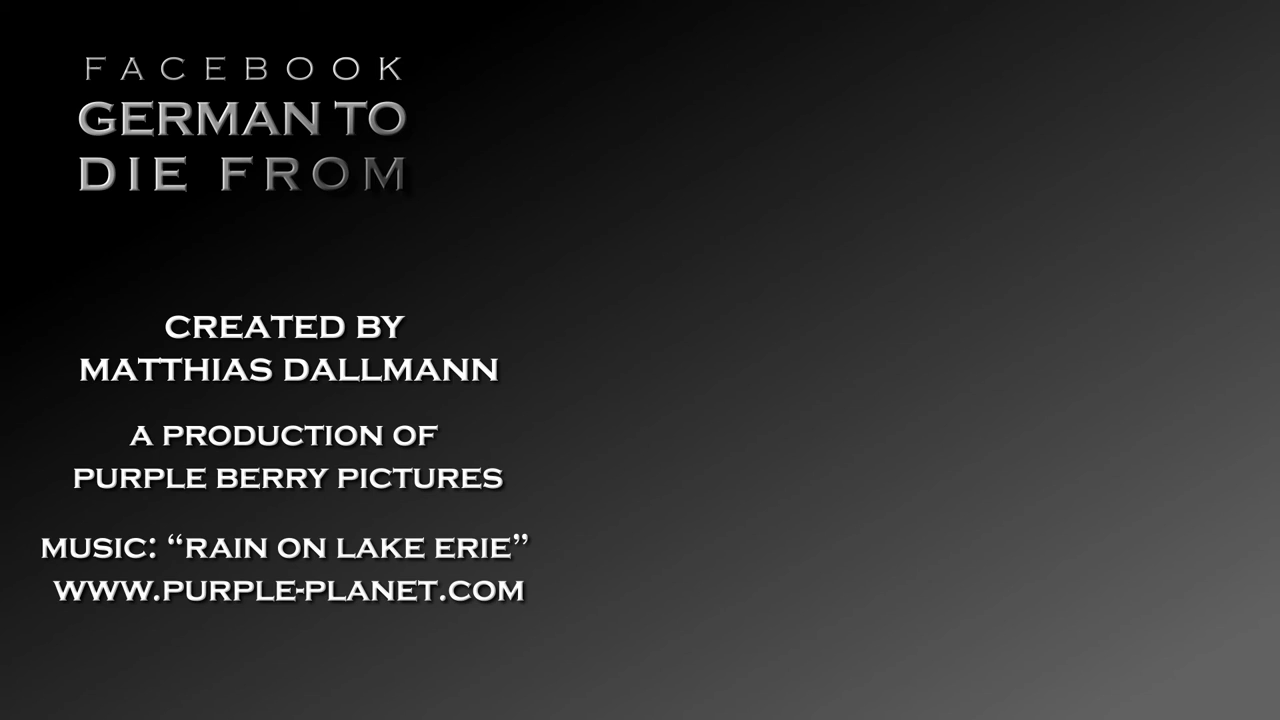 FACEBOOK
GERMAN TO
DIE FROM
CREATED BY
MATTHIAS DALLMANN
A PRODUCTION OF
PURPLE BERRY PICTURES
MUSIC: “RAIN ON LAKE ERIE”
WWW.PURPLE-PLANET.COM